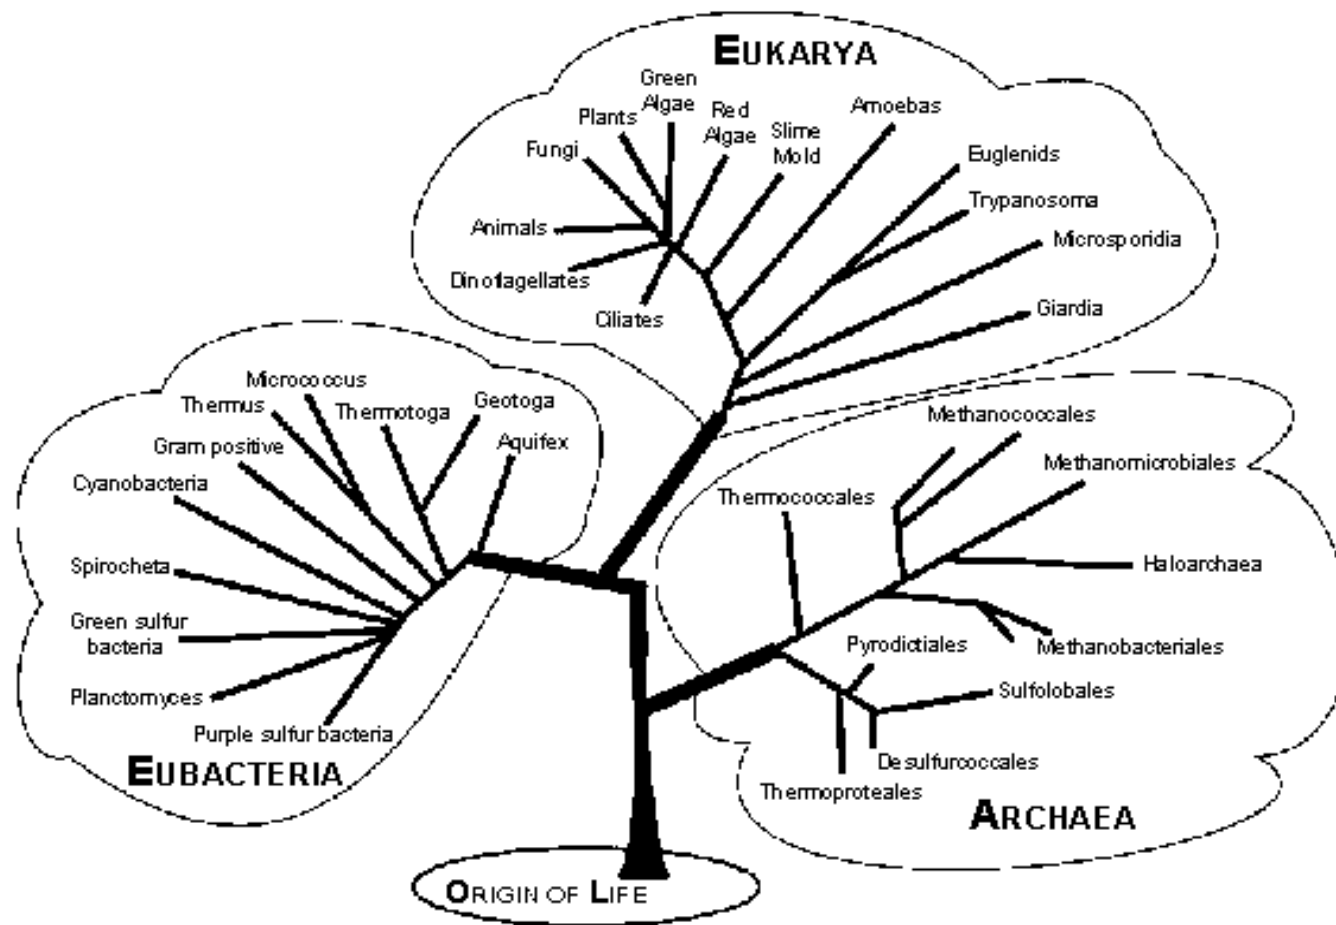 EUKARYA
Green
Algae
Plants
Fungi
Red
Algae
Slime
Mold
Amoebas
Euglenids
Trypanosoma
Microsporidia
Giardia
Animals
Dinoflagellates
Ciliates
Micrococcus
Thermus
Thermotoga
Geotoga
Gram positive
Aquifex
Cyanobacteria
Spirocheta
Green sulfur
bacteria
Planctomyces
Purple sulfur bacteria
EUBACTERIA
Methanococcales
Methanomicrobiales
Thermococcales
Haloarchaea
Pyrodictiales
Methanobacteriales
Sulfolobales
Desulfurococcales
Thermoproteales
ARCHAEA
ORIGIN OF LIFE